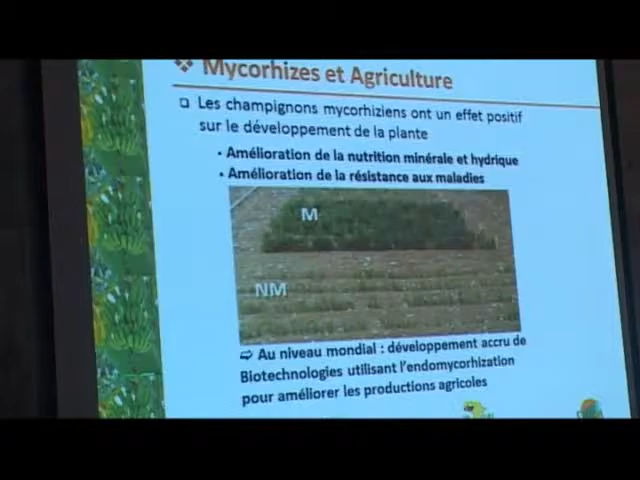 ❖ Mycorhizes et Agriculture
❑ Les champignons mycorhiziens ont un effet positif
sur le développement de la plante
• Amélioration de la nutrition minérale et hydrique
• Amélioration de la résistance aux maladies
M
NM
⇨ Au niveau mondial : développement accru de
Biotechnologies utilisant l'endomycorhization
pour améliorer les productions agricoles